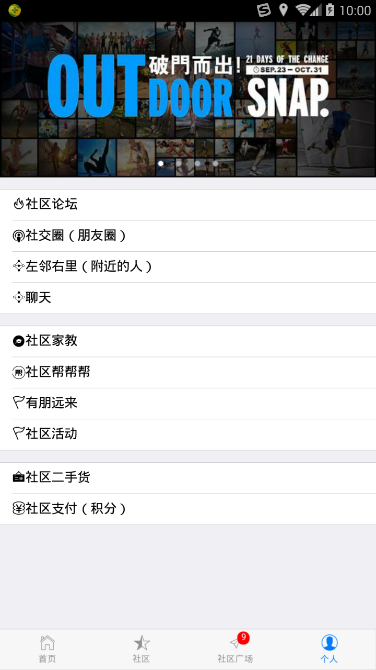 10:00
破門而出!
21 DAYS OF THE CHANGE
SEP.23 – OCT.31
OUTDOOR SNAP.
社区论坛
社交圈（朋友圈）
左邻右里（附近的人）
聊天
社区家教
社区帮帮帮
有朋远来
社区活动
社区二手货
社区支付（积分）
9
首页
社区
社区广场
个人